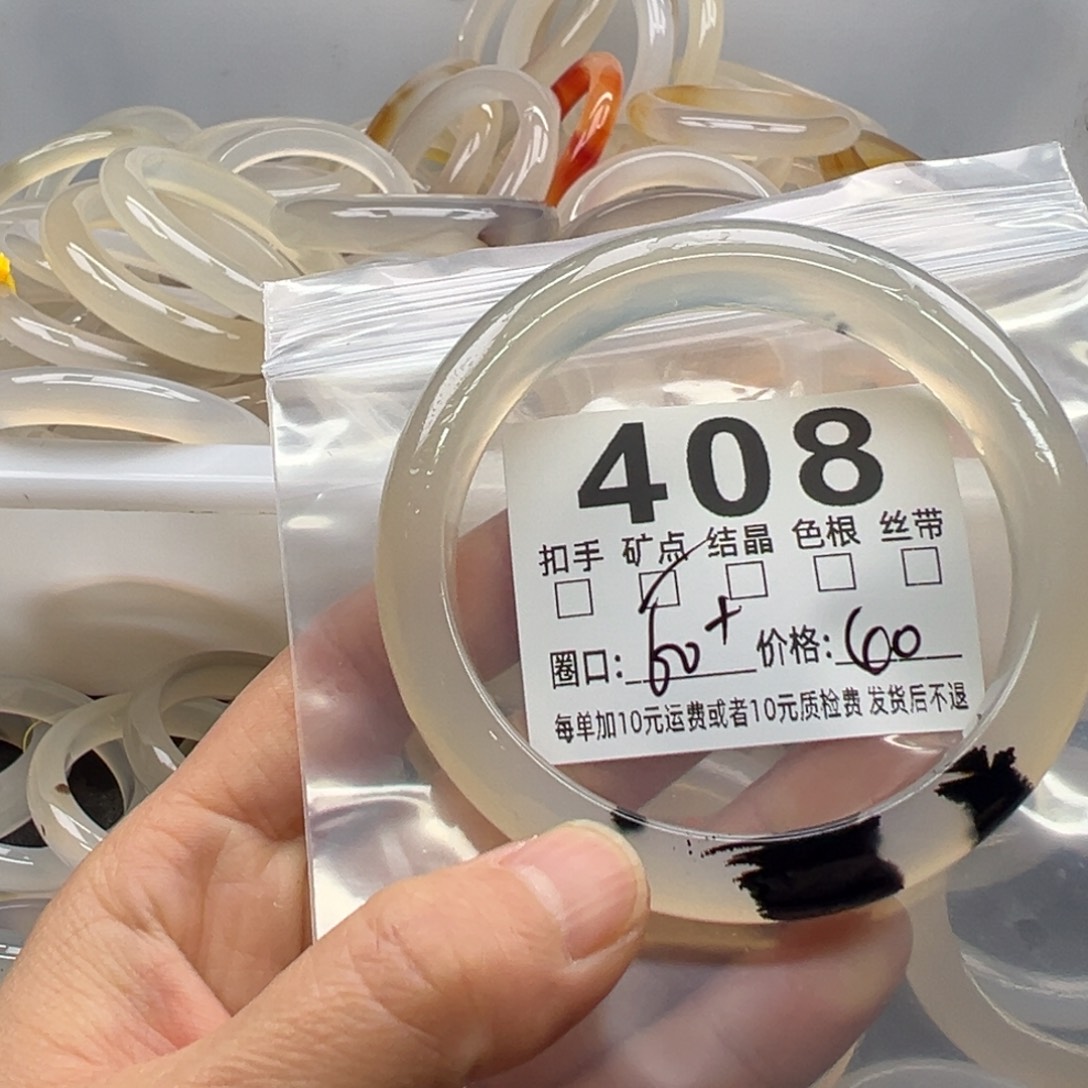 408
扣手 矿点 结晶 色根 丝带
圈口: 60+ 价格: 60
每单加10元运费或者10元质检费 发货后不退